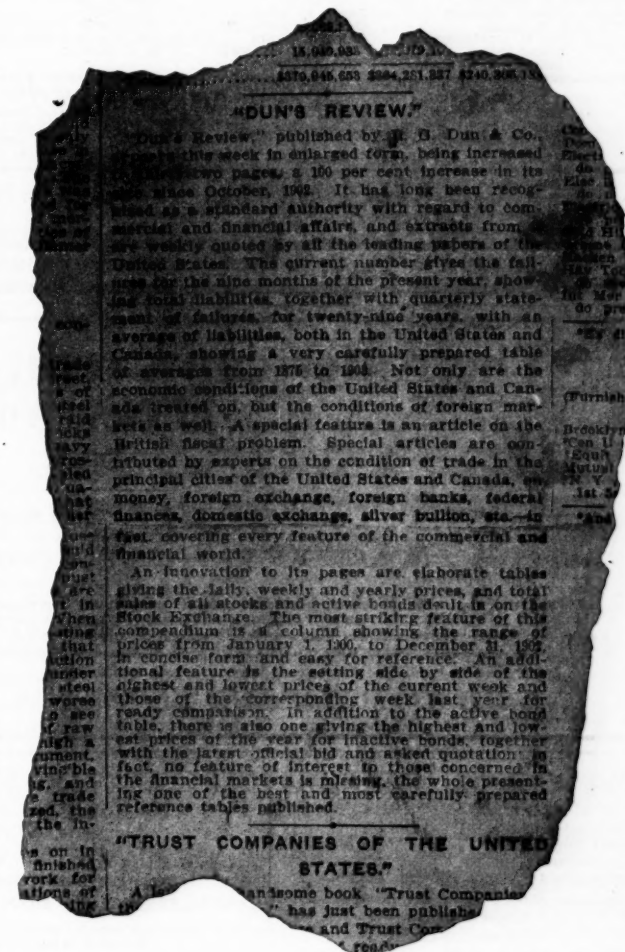 15,940,935
$379,945,653 $364,251,337
"DUN'S REVIEW."
"Dun's Review," published by R. G. Dun & Co.,
this week in enlarged form, being increased
two pages, a 100 per cent increase in its
since October, 1902. It has long been recog-
as a standard authority with regard to com-
mercial and financial affairs, and extracts from
are weekly quoted by all the leading papers of the
United States. The current number gives the fail-
ures for the nine months of the present year, show-
ing total liabilities, together with quarterly state-
ment of failures, for twenty-nine years, with an
average of liabilities, both in the United States and
Canada, showing a very carefully prepared table
of averages from 1875 to Not only are the
economic conditions of the United States and Can-
ada treated on, but the conditions of foreign mar-
kets as well. A special feature is an article on the
British fiscal problem. Special articles are con-
tributed by experts on the condition of trade in the
principal cities of the United States and Canada, on
money, foreign exchange, foreign banks, federal
finances, domestic exchange, silver bullion, etc.—in
fact, covering every feature of the commercial and
financial world.
An innovation to its pages are elaborate tables
giving the daily, weekly and yearly prices, and total
sales of all stocks and active bonds dealt in on the
Stock Exchange. The most striking feature of this
compendium is a column showing the range of
prices from January 1, 1900, to December 31, 1902,
in concise form and easy for reference. An addi-
tional feature is the setting side by side of the
highest and lowest prices of the current week and
those of the corresponding week last year for
ready comparison. In addition to the active bond
table, there is also one giving the highest and low-
est prices of the year for inactive bonds, together
with the latest official bid and asked quotation; in
fact, no feature of interest to those concerned in
the financial markets is missing, the whole present-
ing one of the best and most carefully prepared
reference tables published.
"TRUST COMPANIES OF THE UNITED
STATES."
handsome book "Trust Companies
" has just been publishe
and Trust Com